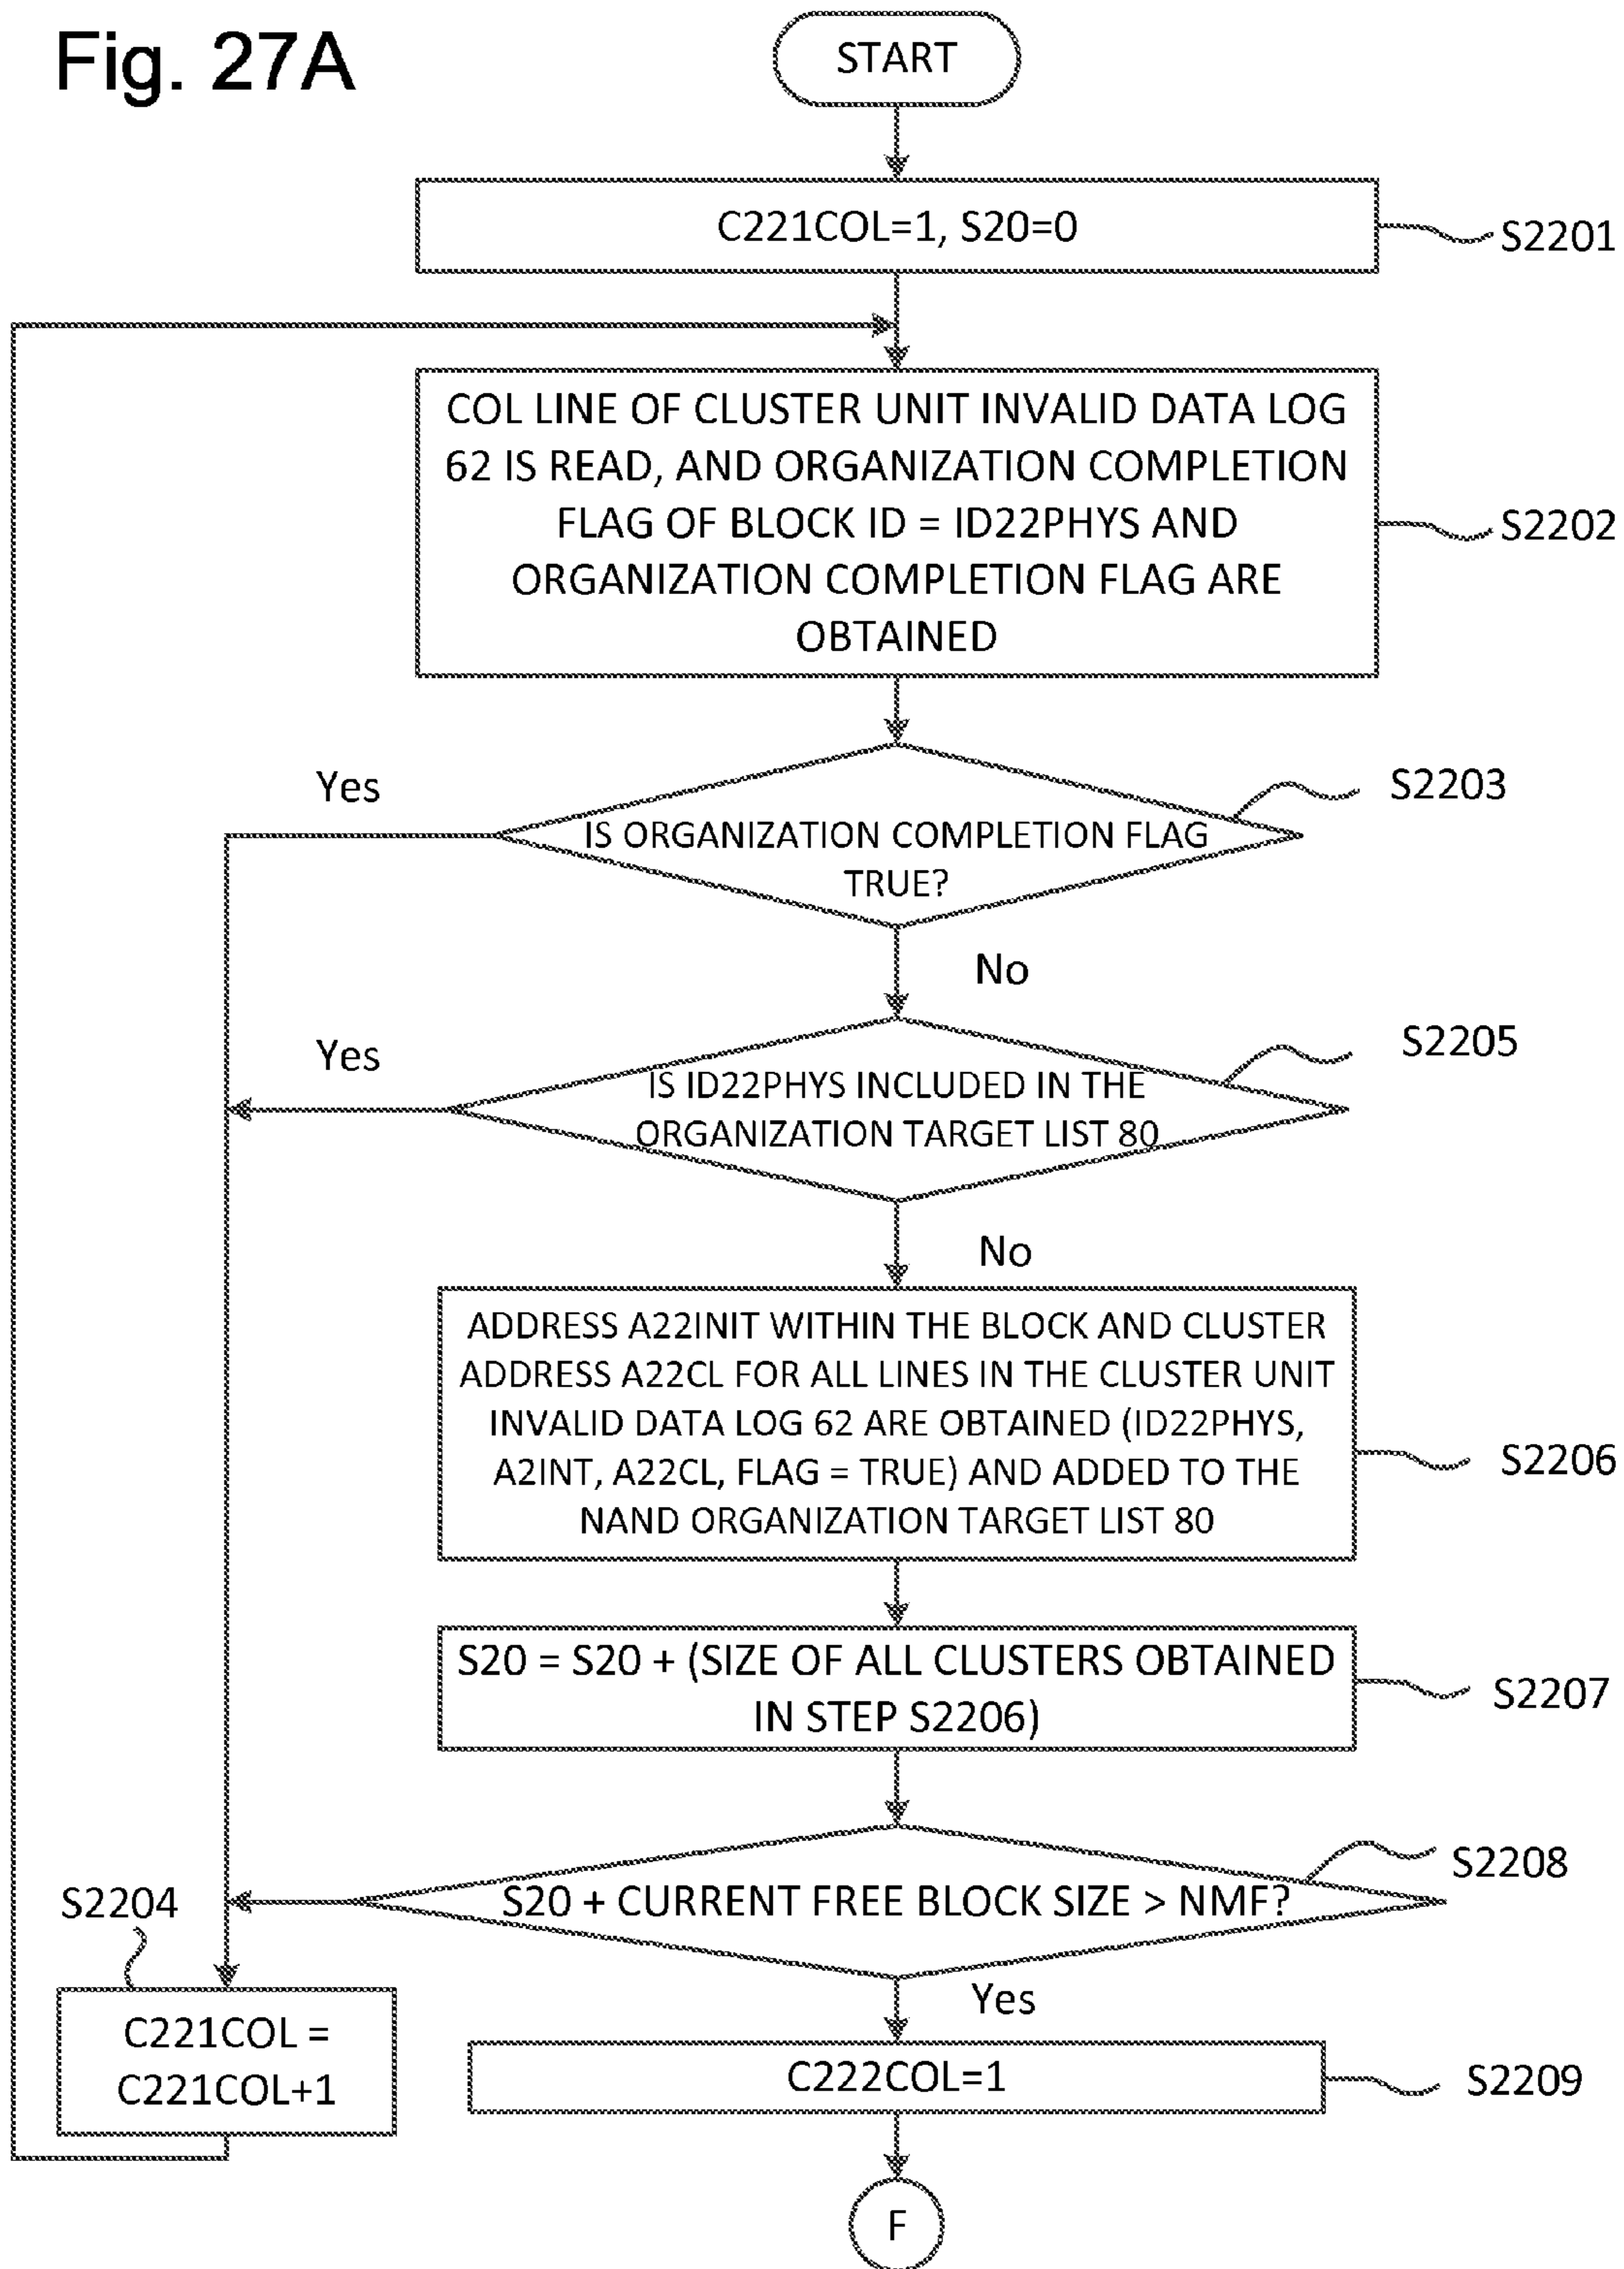 Fig. 27A
START
C221COL=1, S20=0
S2201
COL LINE OF CLUSTER UNIT INVALID DATA LOG
62 IS READ, AND ORGANIZATION COMPLETION
FLAG OF BLOCK ID = ID22PHYS AND
ORGANIZATION COMPLETION FLAG ARE
OBTAINED
S2202
Yes
S2203
IS ORGANIZATION COMPLETION FLAG
TRUE?
No
Yes
S2205
IS ID22PHYS INCLUDED IN THE
ORGANIZATION TARGET LIST 80
No
ADDRESS A22INIT WITHIN THE BLOCK AND CLUSTER
ADDRESS A22CL FOR ALL LINES IN THE CLUSTER UNIT
INVALID DATA LOG 62 ARE OBTAINED (ID22PHYS,
A2INT, A22CL, FLAG = TRUE) AND ADDED TO THE
NAND ORGANIZATION TARGET LIST 80
S2206
S20 = S20 + (SIZE OF ALL CLUSTERS OBTAINED
IN STEP S2206)
S2207
S2208
S20 + CURRENT FREE BLOCK SIZE > NMF?
S2204
Yes
C221COL =
C221COL+1
C222COL=1
S2209
F